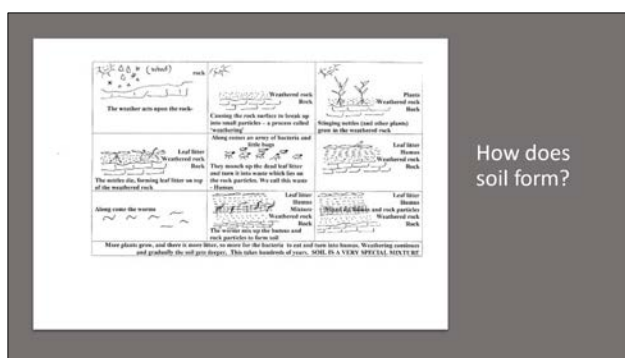 (wind)
rock
The weather acts upon the rock-
Weathered rock
Rock
Causing the rock surface to break up
into small particles – a process called
'weathering'
Plants
Weathered rock
Rock
Stinging nettles (and other plants)
grow in the weathered rock
Leaf litter
Weathered rock
Rock
The nettles die, forming leaf litter on top
of the weathered rock
Along comes an army of bacteria and
little bugs
They munch up the dead leaf litter
and turn it into waste which lies on
the rock particles. We call this waste
- Humus
Leaf litter
Humus
Weathered rock
Rock
Along come the worms
Leaf litter
Humus
Mixture
Weathered rock
Rock
The worms mix up the humus and
rock particles to form soil
Leaf litter
Humus
Mixed humus and rock particles
Weathered rock
Rock
More plants grow, and there is more litter, so more for the bacteria to eat and turn into humus. Weathering continues
and gradually the soil gets deeper. This takes hundreds of years. SOIL IS A VERY SPECIAL MIXTURE
How does
soil form?